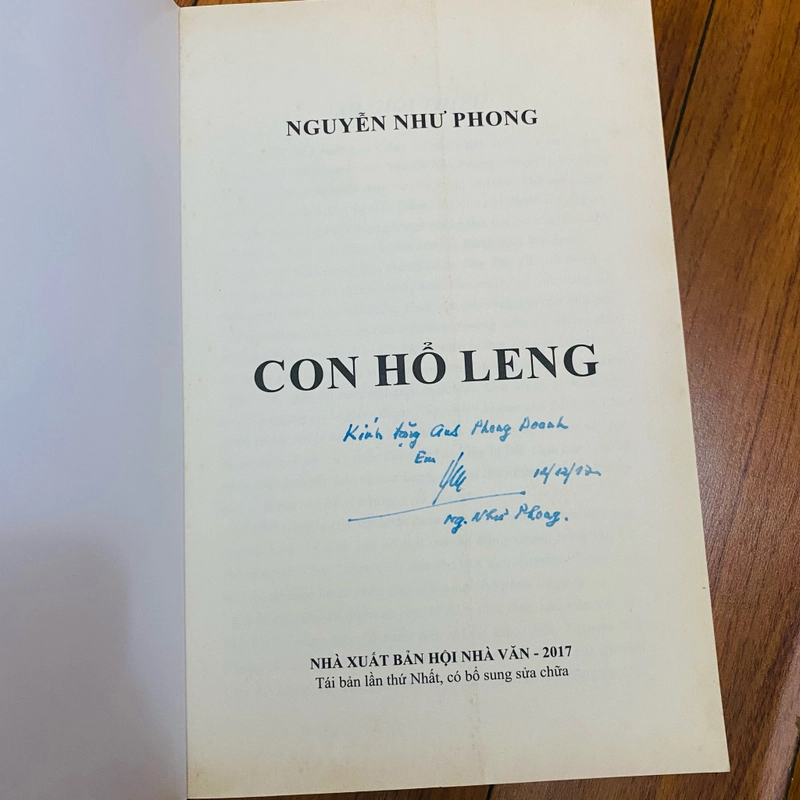 NGUYỄN NHƯ PHONG
CON HỔ LENG
Kính tặng anh Phong Doanh
Em
12/12/17
Ng. Như Phong.
NHÀ XUẤT BẢN HỘI NHÀ VĂN - 2017
Tái bản lần thứ Nhất, có bổ sung sửa chữa